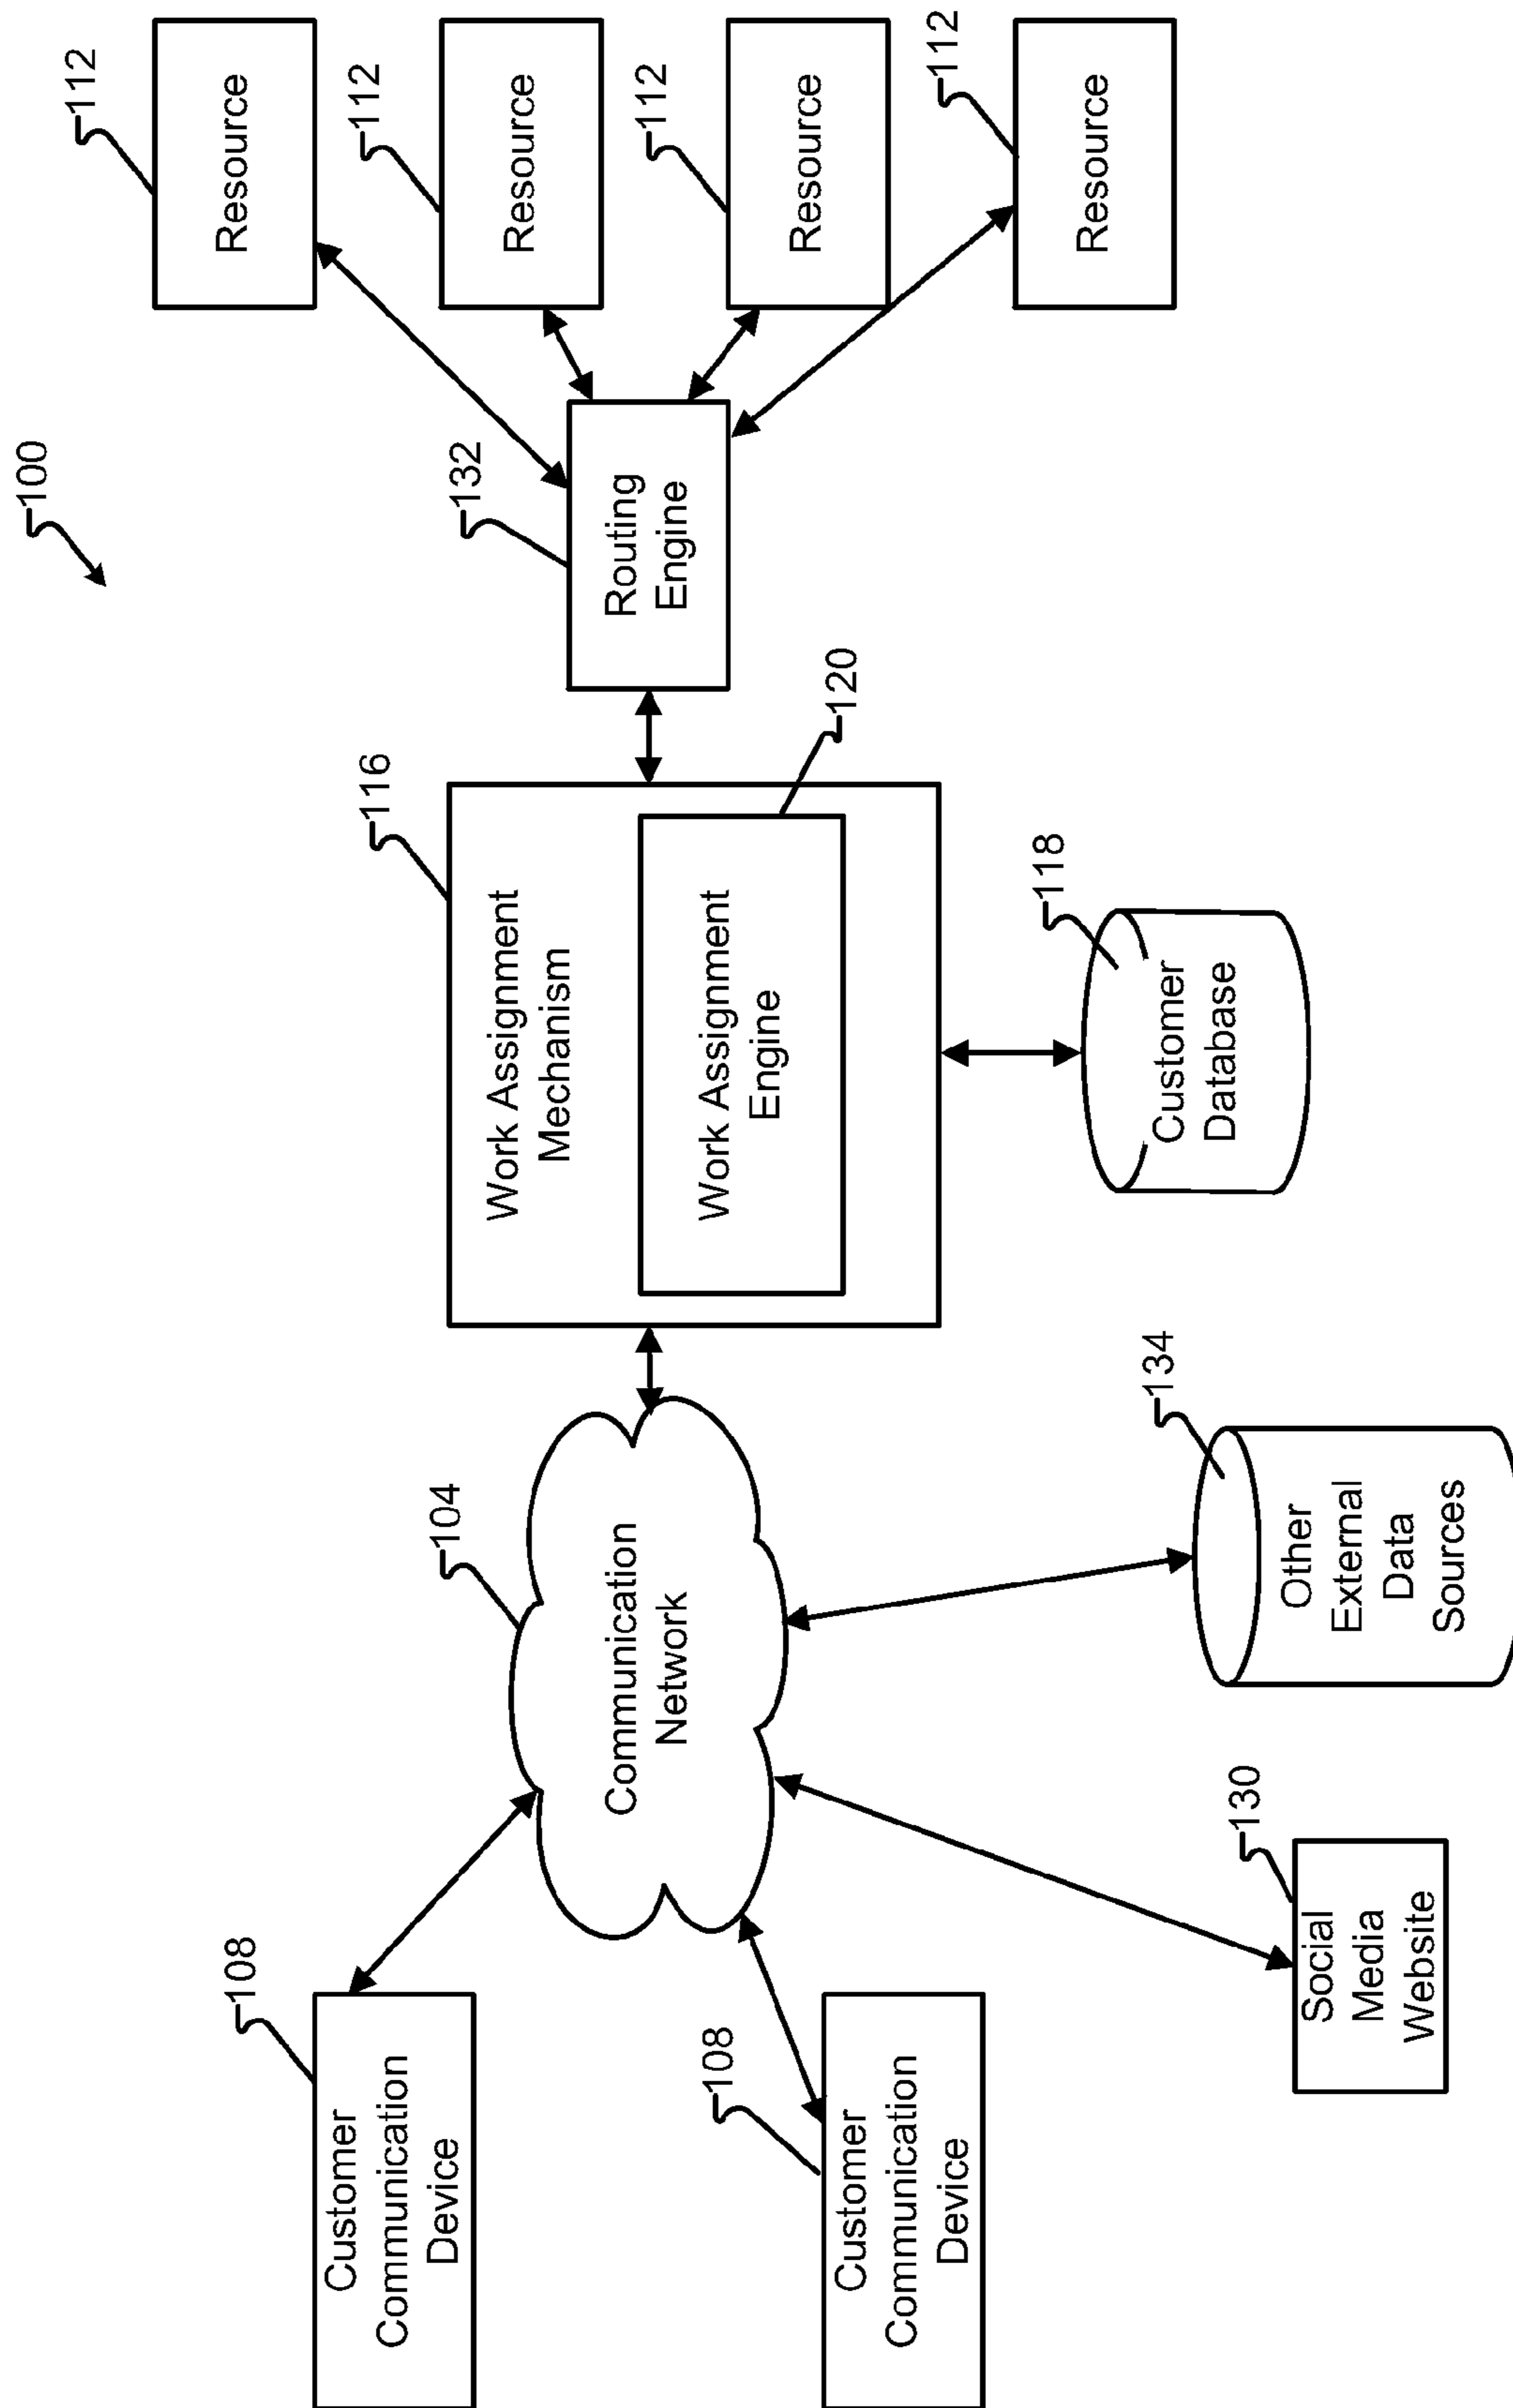 100
108
Customer
Communication
Device
108
Customer
Communication
Device
104
Communication
Network
130
Social
Media
Website
134
Other
External
Data
Sources
116
Work Assignment
Mechanism
120
Work Assignment
Engine
118
Customer
Database
132
Routing
Engine
112
Resource
112
Resource
112
Resource
112
Resource